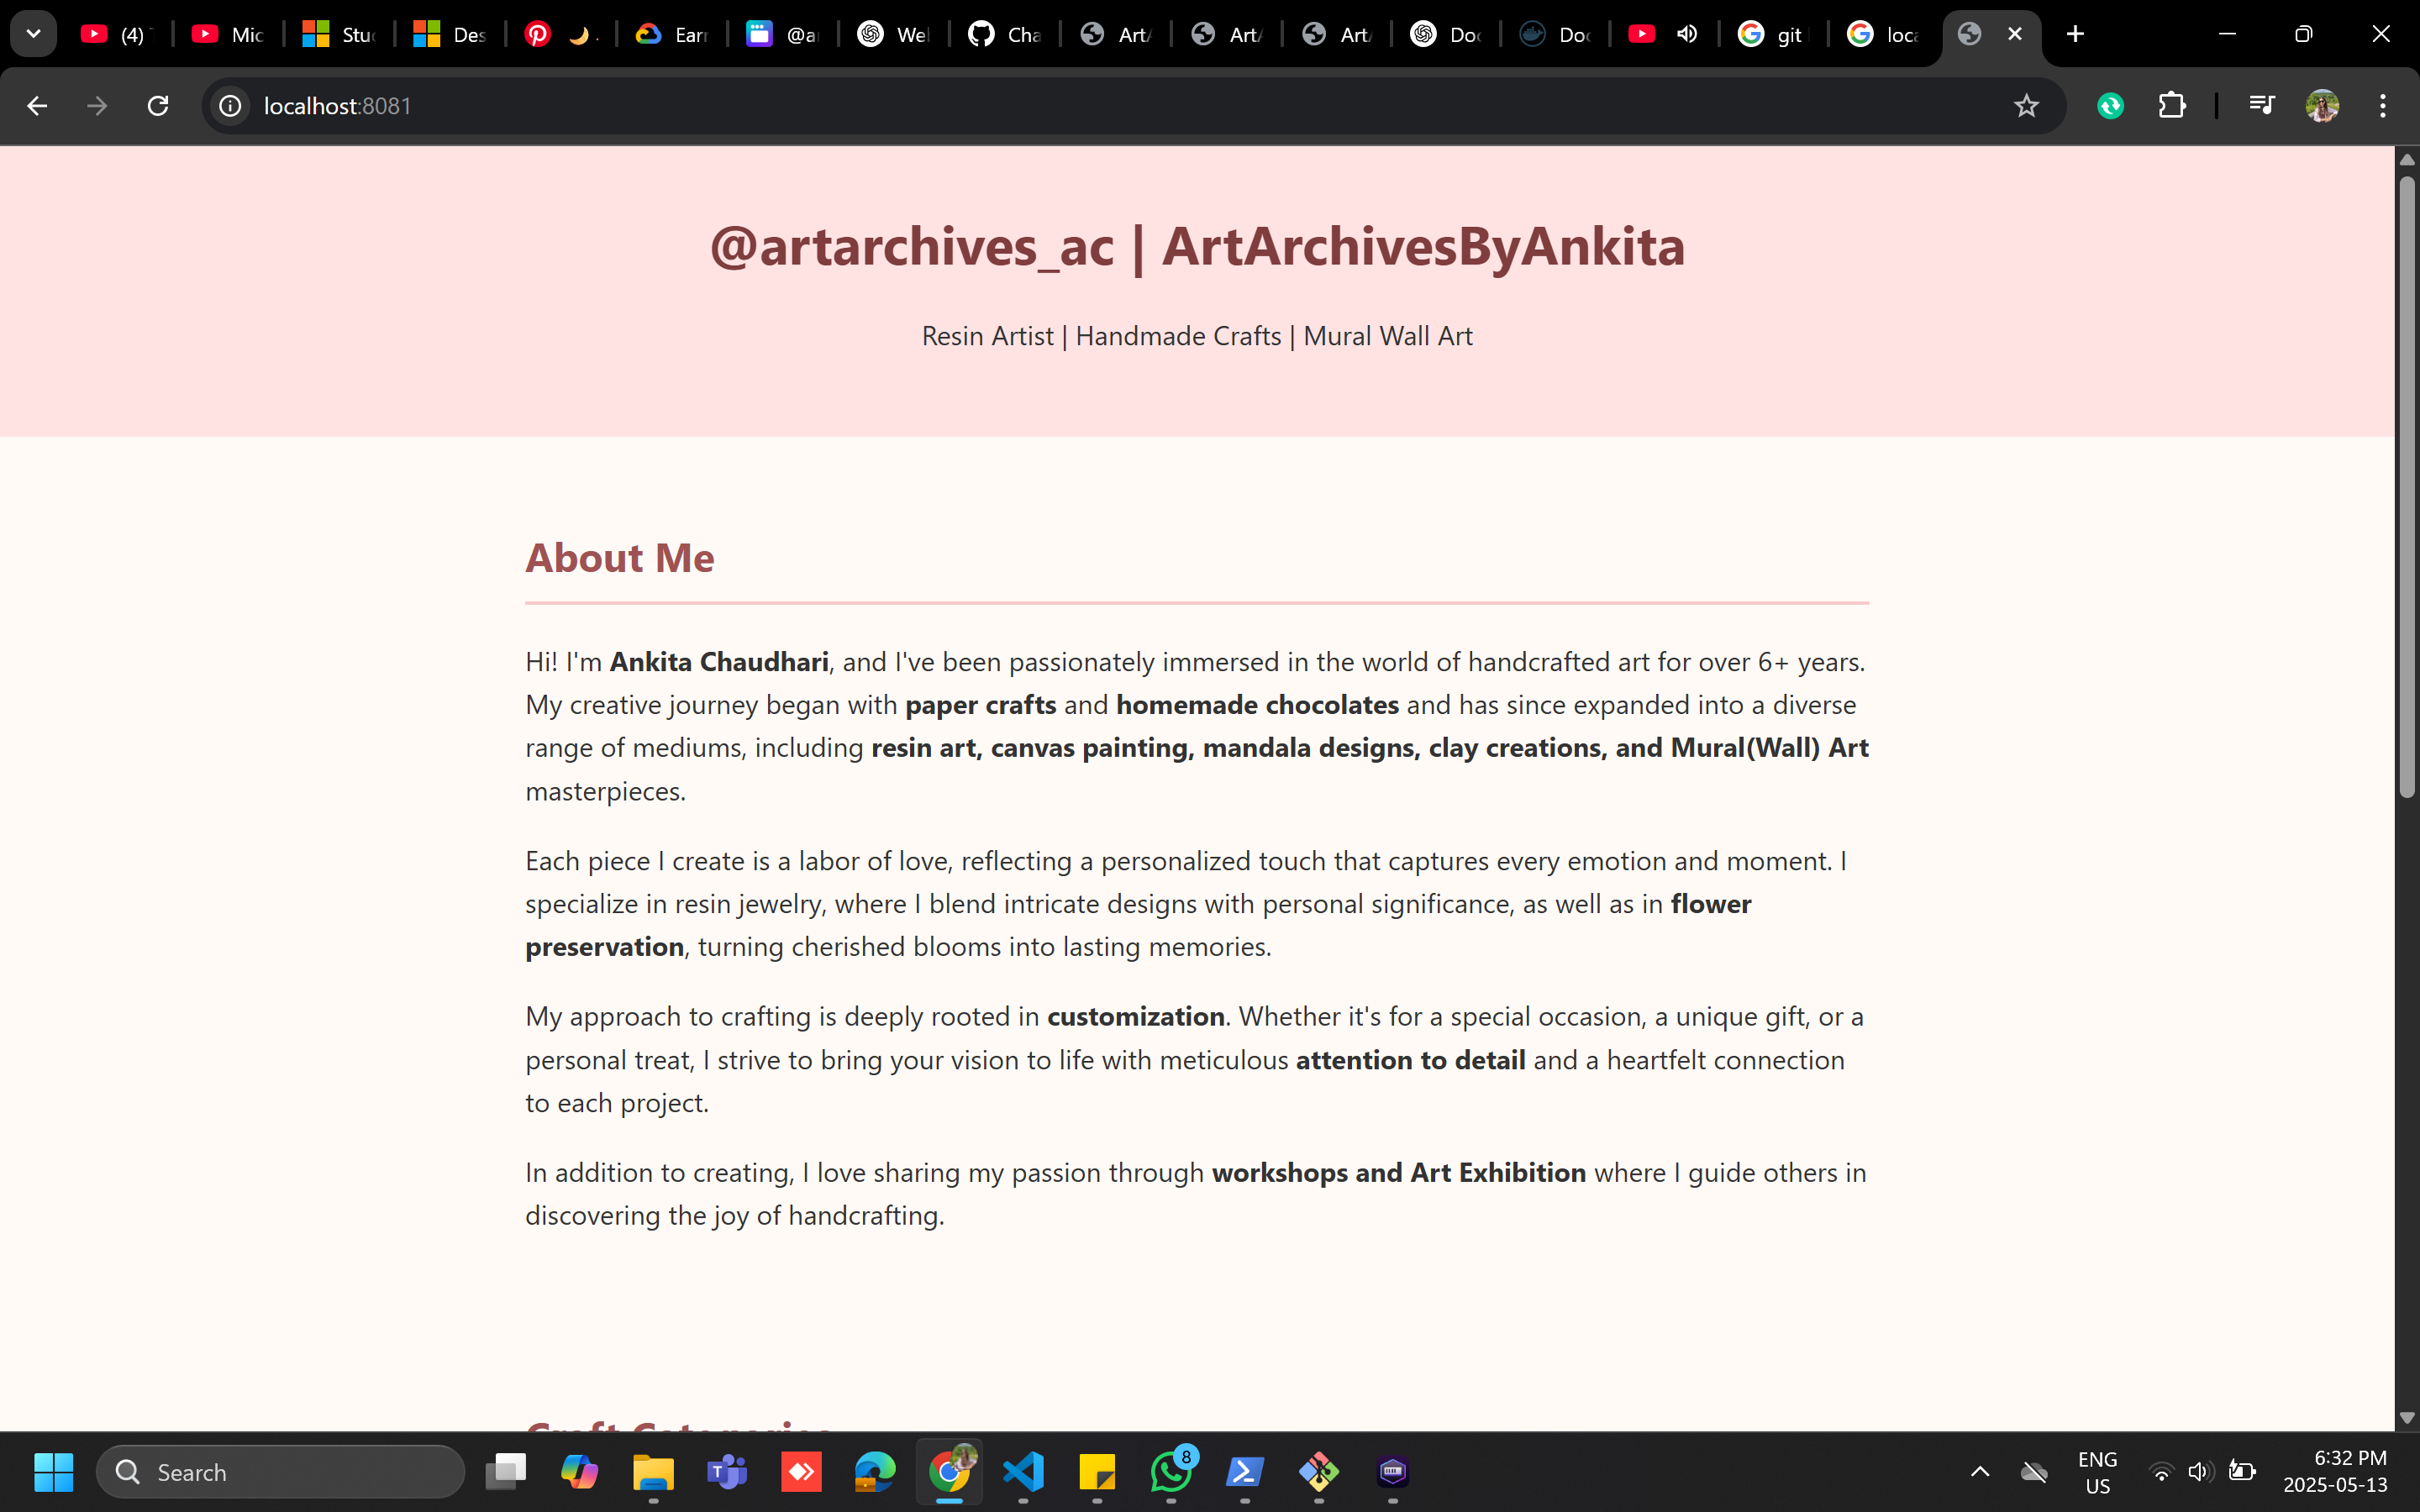 (4)
Mic
Stu
Des
Earr
@a
We
Cha
Art
Art
Art
Doc
Doc
git
loca
localhost:8081
@artarchives_ac | ArtArchivesByAnkita
Resin Artist | Handmade Crafts | Mural Wall Art
About Me
Hi! I'm Ankita Chaudhari, and I've been passionately immersed in the world of handcrafted art for over 6+ years.
My creative journey began with paper crafts and homemade chocolates and has since expanded into a diverse
range of mediums, including resin art, canvas painting, mandala designs, clay creations, and Mural(Wall) Art
masterpieces.
Each piece I create is a labor of love, reflecting a personalized touch that captures every emotion and moment. I
specialize in resin jewelry, where I blend intricate designs with personal significance, as well as in flower
preservation, turning cherished blooms into lasting memories.
My approach to crafting is deeply rooted in customization. Whether it's for a special occasion, a unique gift, or a
personal treat, I strive to bring your vision to life with meticulous attention to detail and a heartfelt connection
to each project.
In addition to creating, I love sharing my passion through workshops and Art Exhibition where I guide others in
discovering the joy of handcrafting.
Craft Categories
Search
8
ENG
US
6:32 PM
2025-05-13